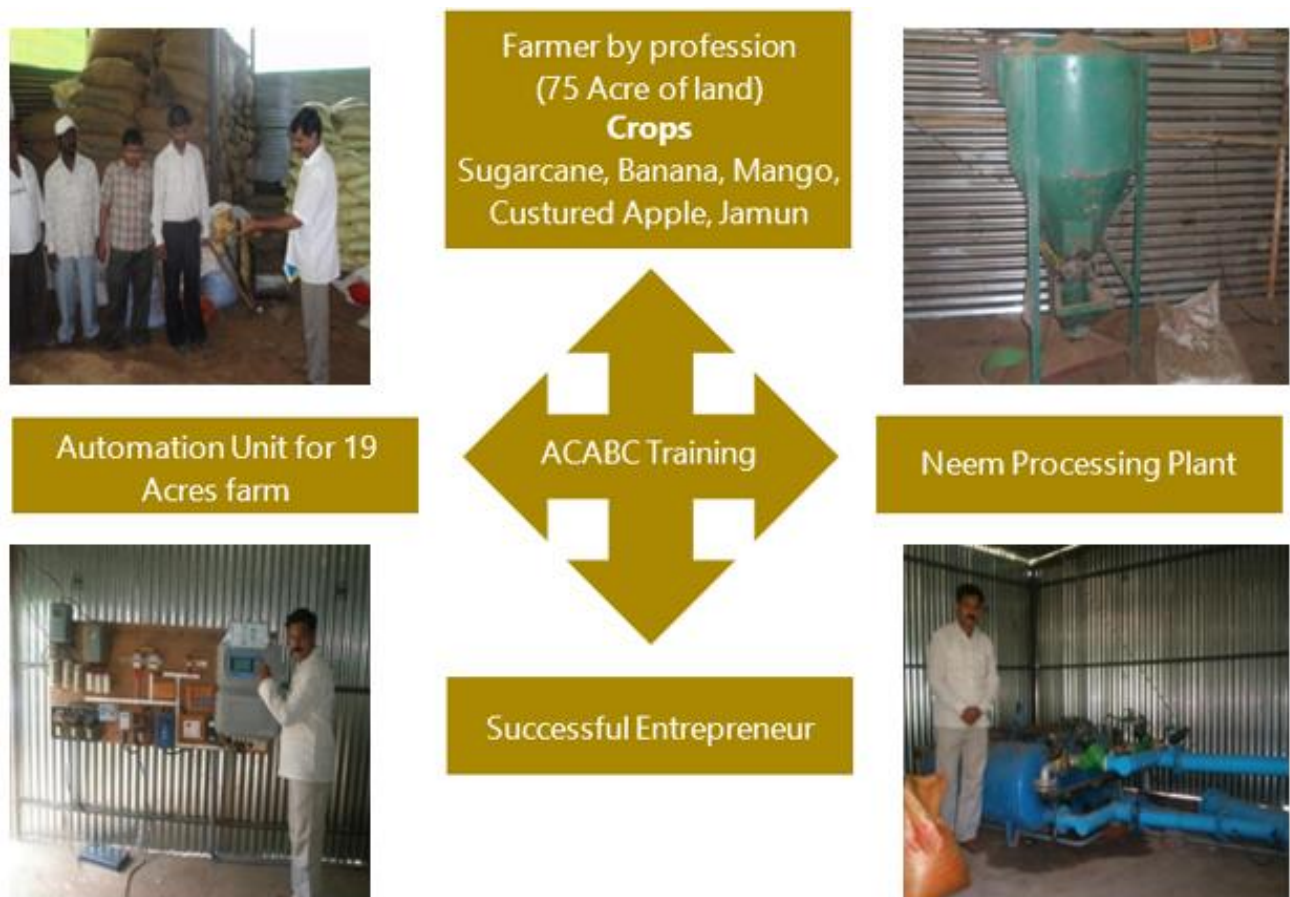 Farmer by profession
(75 Acre of land)
Crops
Sugarcane, Banana, Mango,
Custured Apple, Jamun
Automation Unit for 19
Acres farm
ACABC Training
Neem Processing Plant
Successful Entrepreneur